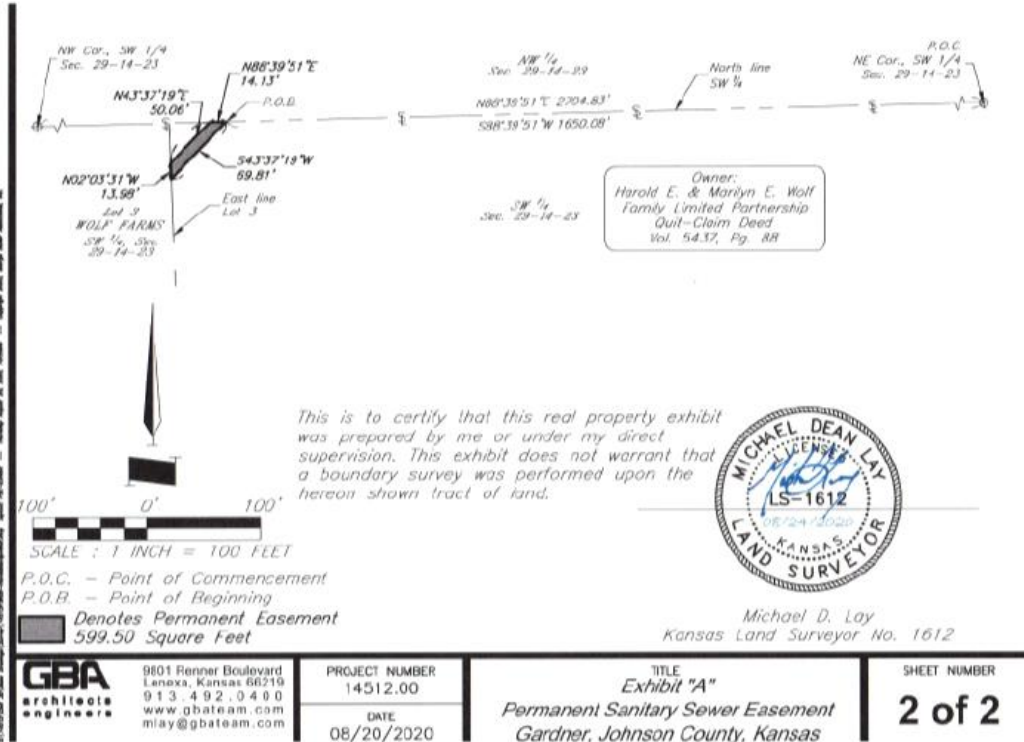 NW Cor., SW 1/4
Sec. 29-14-23
N88°39'51"E
14.13'
N43°37'19"E
50.06'
P.O.B.
NW 1/4
Sec. 29-14-23
North line
SW 1/4
P.O.C.
NE Cor., SW 1/4
Sec. 29-14-23
N88°39'51"E 2704.83'
S88°39'51"W 1650.08'
S43°37'19"W
69.81'
N02°03'31"W
13.98'
East line
Lot 3
Lot 3
WOLF FARMS
SW 1/4, Sec.
29-14-23
SW 1/4
Sec. 29-14-23
Owner:
Harold E. & Marilyn E. Wolf
Family Limited Partnership
Quit-Claim Deed
Vol. 5437, Pg. 88
This is to certify that this real property exhibit
was prepared by me or under my direct
supervision. This exhibit does not warrant that
a boundary survey was performed upon the
hereon shown tract of land.
100' 0' 100'
SCALE : 1 INCH = 100 FEET
P.O.C. - Point of Commencement
P.O.B. - Point of Beginning
Denotes Permanent Easement
599.50 Square Feet
MICHAEL DEAN LAY
LICENSED
LS-1612
08/24/2020
KANSAS
LAND SURVEYOR
Michael D. Lay
Kansas Land Surveyor No. 1612
GBA
architects
engineers
9801 Renner Boulevard
Lenexa, Kansas 66219
913.492.0400
www.gbateam.com
mlay@gbateam.com
PROJECT NUMBER
14512.00
DATE
08/20/2020
TITLE
Exhibit "A"
Permanent Sanitary Sewer Easement
Gardner, Johnson County, Kansas
SHEET NUMBER
2 of 2